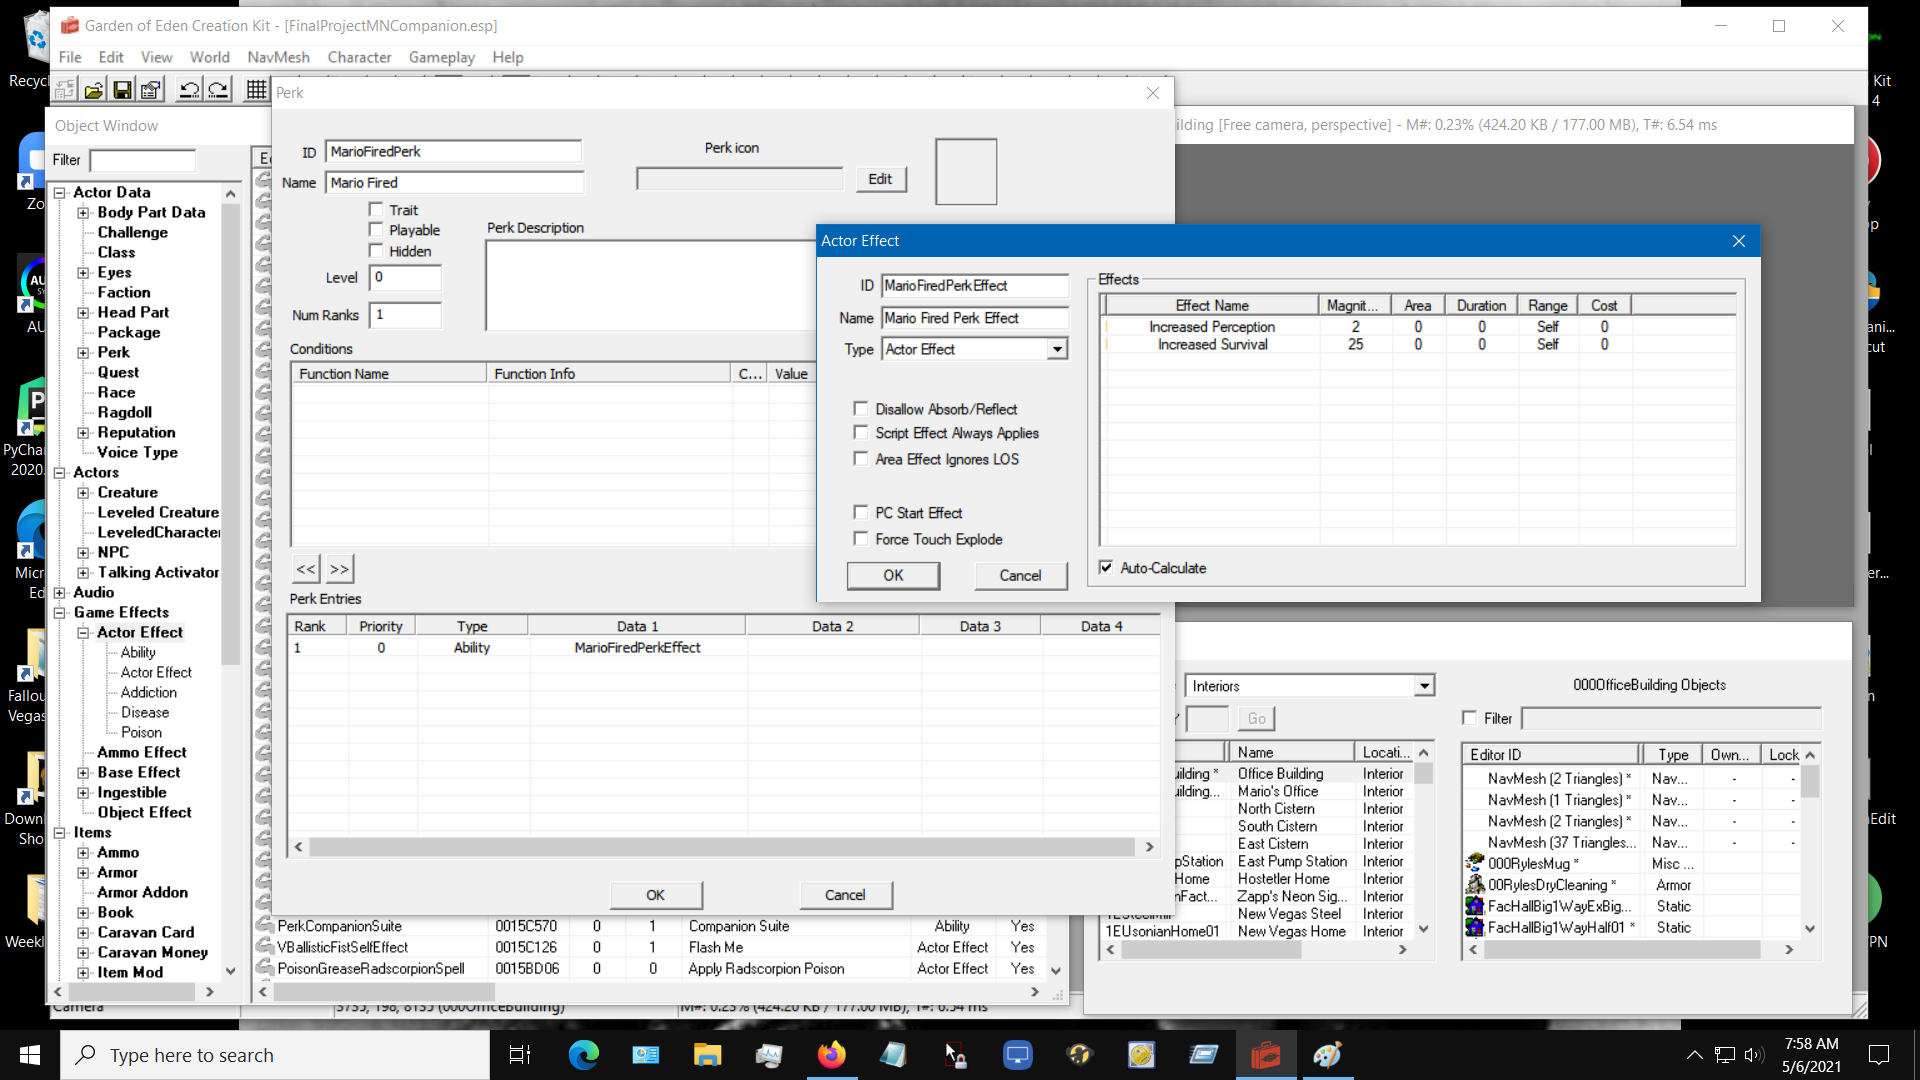 Garden of Eden Creation Kit - [FinalProjectMNCompanion.esp]
File Edit View World NavMesh Character Gameplay Help
Object Window
Filter
Actor Data
Body Part Data
Challenge
Class
Eyes
Faction
Head Part
Package
Perk
Quest
Race
Ragdoll
Reputation
Voice Type
Actors
Creature
Leveled Creature
LeveledCharacter
NPC
Talking Activator
Audio
Game Effects
Actor Effect
Ability
Actor Effect
Addiction
Disease
Poison
Ammo Effect
Base Effect
Ingestible
Object Effect
Items
Ammo
Armor
Armor Addon
Book
Caravan Card
Caravan Money
Item Mod
Perk
ID MarioFiredPerk
Name Mario Fired
Perk icon
Edit
Trait
Playable
Hidden
Level 0
Num Ranks 1
Perk Description
Conditions
Function Name Function Info C... Value
<< >>
Perk Entries
Rank Priority Type Data 1 Data 2 Data 3 Data 4
1 0 Ability MarioFiredPerkEffect
OK Cancel
PerkCompanionSuite 0015C570 0 1 Companion Suite Ability Yes
VBallisticFistSelfEffect 0015C126 0 1 Flash Me Actor Effect Yes
PoisonGreaseRadscorpionSpell 0015BD06 0 0 Apply Radscorpion Poison Actor Effect Yes
ilding [Free camera, perspective] - M#: 0.23% (424.20 KB / 177.00 MB), T#: 6.54 ms
Actor Effect
ID MarioFiredPerkEffect
Name Mario Fired Perk Effect
Type Actor Effect
Disallow Absorb/Reflect
Script Effect Always Applies
Area Effect Ignores LOS
PC Start Effect
Force Touch Explode
OK Cancel
Effects
Effect Name Magnit... Area Duration Range Cost
Increased Perception 2 0 0 Self 0
Increased Survival 25 0 0 Self 0
Auto-Calculate
Interiors
Go
Name Locati...
uilding * Office Building Interior
uilding... Mario's Office Interior
North Cistern Interior
South Cistern Interior
East Cistern Interior
pStation East Pump Station Interior
Home Hostetler Home Interior
nFact... Zapp's Neon Sig... Interior
New Vegas Steel Interior
1EUsonianHome01 New Vegas Home Interior
000OfficeBuilding Objects
Filter
Editor ID Type Own... Lock
NavMesh (2 Triangles) * Nav... - -
NavMesh (1 Triangles) * Nav... - -
NavMesh (2 Triangles) * Nav... - -
NavMesh (37 Triangles... Nav... - -
000RylesMug * Misc ...
00RylesDryCleaning * Armor
FacHallBig1WayExBig... Static
FacHallBig1WayHalf01 * Static
Camera 3735, 198, 8135 (000OfficeBuilding) M#: 0.23% (424.20 KB / 177.00 MB), T#: 6.54 ms
Recyc
Zo
AU
PyChar
2020.
Micr
Ed
Fallou
Vegas
Down
Sho
Weekl
Kit
4
Type here to search
7:58 AM
5/6/2021